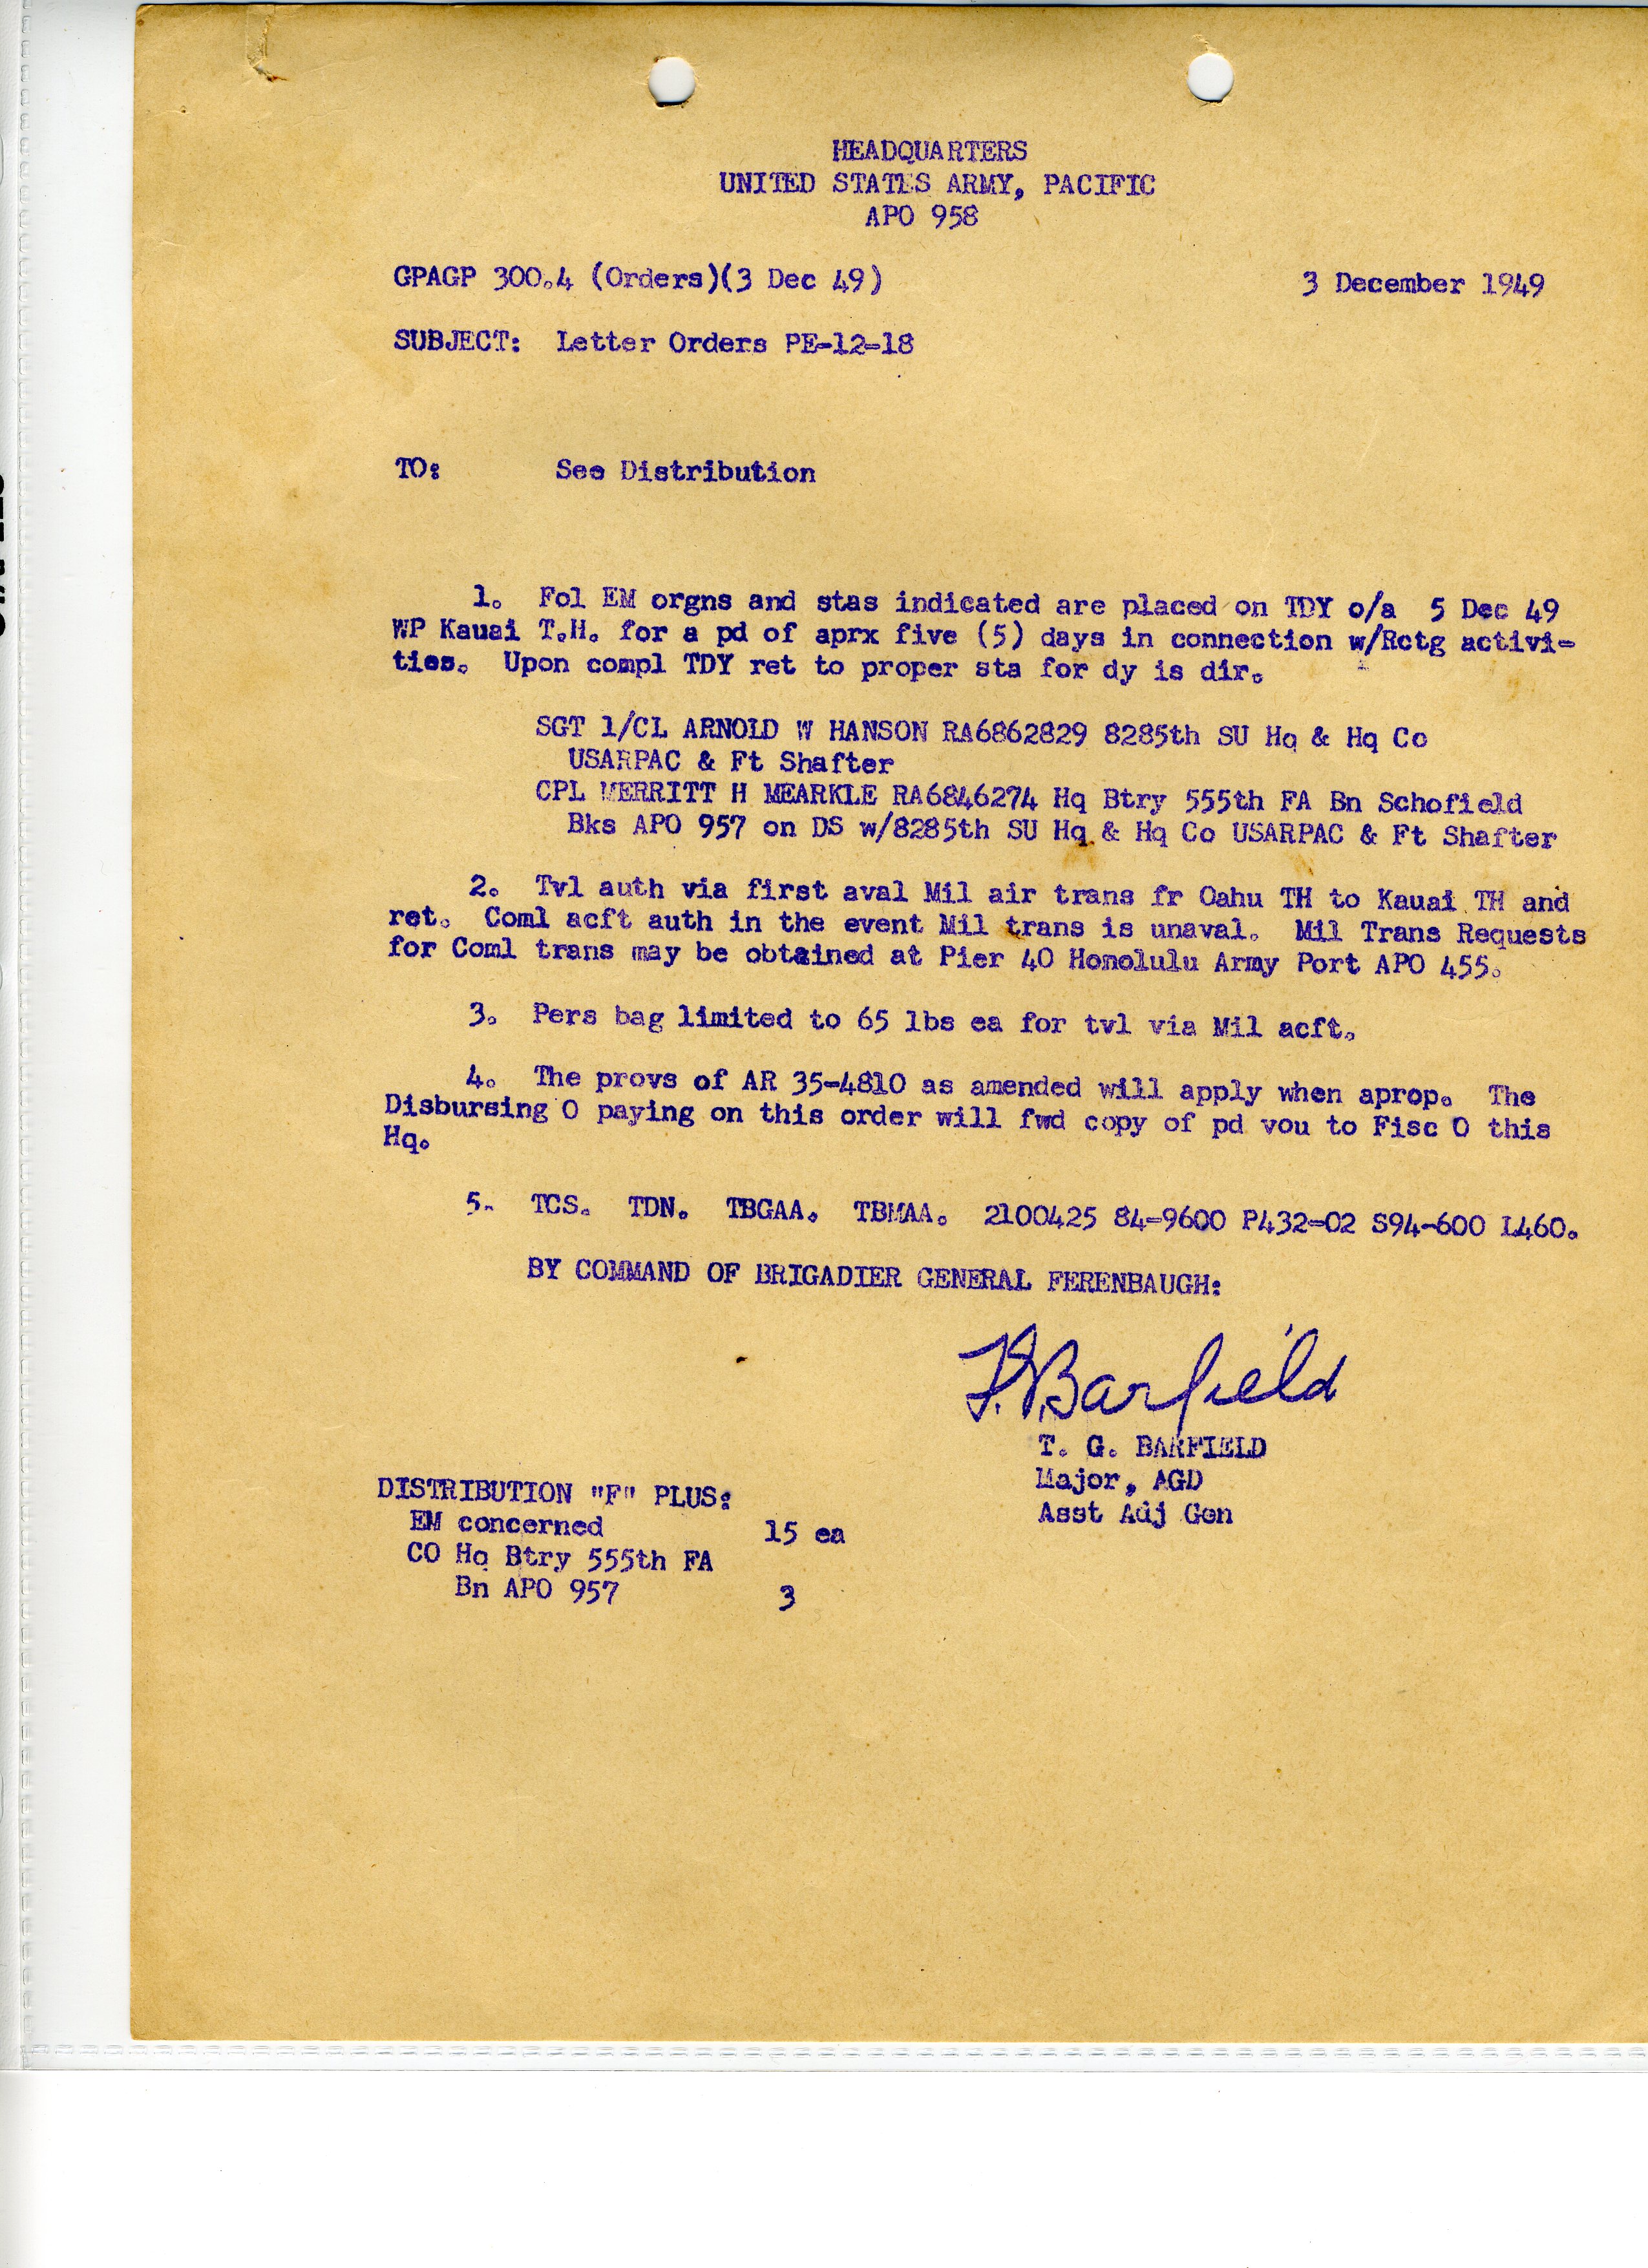 HEADQUARTERS
UNITED STATES ARMY, PACIFIC
APO 958
GPAGP 300.4 (Orders)(3 Dec 49) 3 December 1949
SUBJECT: Letter Orders PE-12-18
TO: See Distribution
1. Fol EM orgns and stas indicated are placed on TDY o/a 5 Dec 49
WP Kauai T.H. for a pd of aprx five (5) days in connection w/Rctg activi-
ties. Upon compl TDY ret to proper sta for dy is dir.
SGT 1/CL ARNOLD W HANSON RA6862829 8285th SU Hq & Hq Co
USARPAC & Ft Shafter
CPL MERRITT H MEARKLE RA6846274 Hq Btry 555th FA Bn Schofield
Bks APO 957 on DS w/8285th SU Hq & Hq Co USARPAC & Ft Shafter
2. Tvl auth via first aval Mil air trans fr Oahu TH to Kauai TH and
ret. Coml acft auth in the event Mil trans is unaval. Mil Trans Requests
for Coml trans may be obtained at Pier 40 Honolulu Army Port APO 455.
3. Pers bag limited to 65 lbs ea for tvl via Mil acft.
4. The provs of AR 35-4810 as amended will apply when aprop. The
Disbursing O paying on this order will fwd copy of pd vou to Fisc O this
Hq.
5. TCS. TDN. TBGAA. TBMAA. 2100425 84-9600 P432-02 S94-600 L460.
BY COMMAND OF BRIGADIER GENERAL FERENBAUGH:
T. G. Barfield
T. G. BARFIELD
Major, AGD
Asst Adj Gen
DISTRIBUTION "F" PLUS:
EM concerned 15 ea
CO Hq Btry 555th FA
Bn APO 957 3